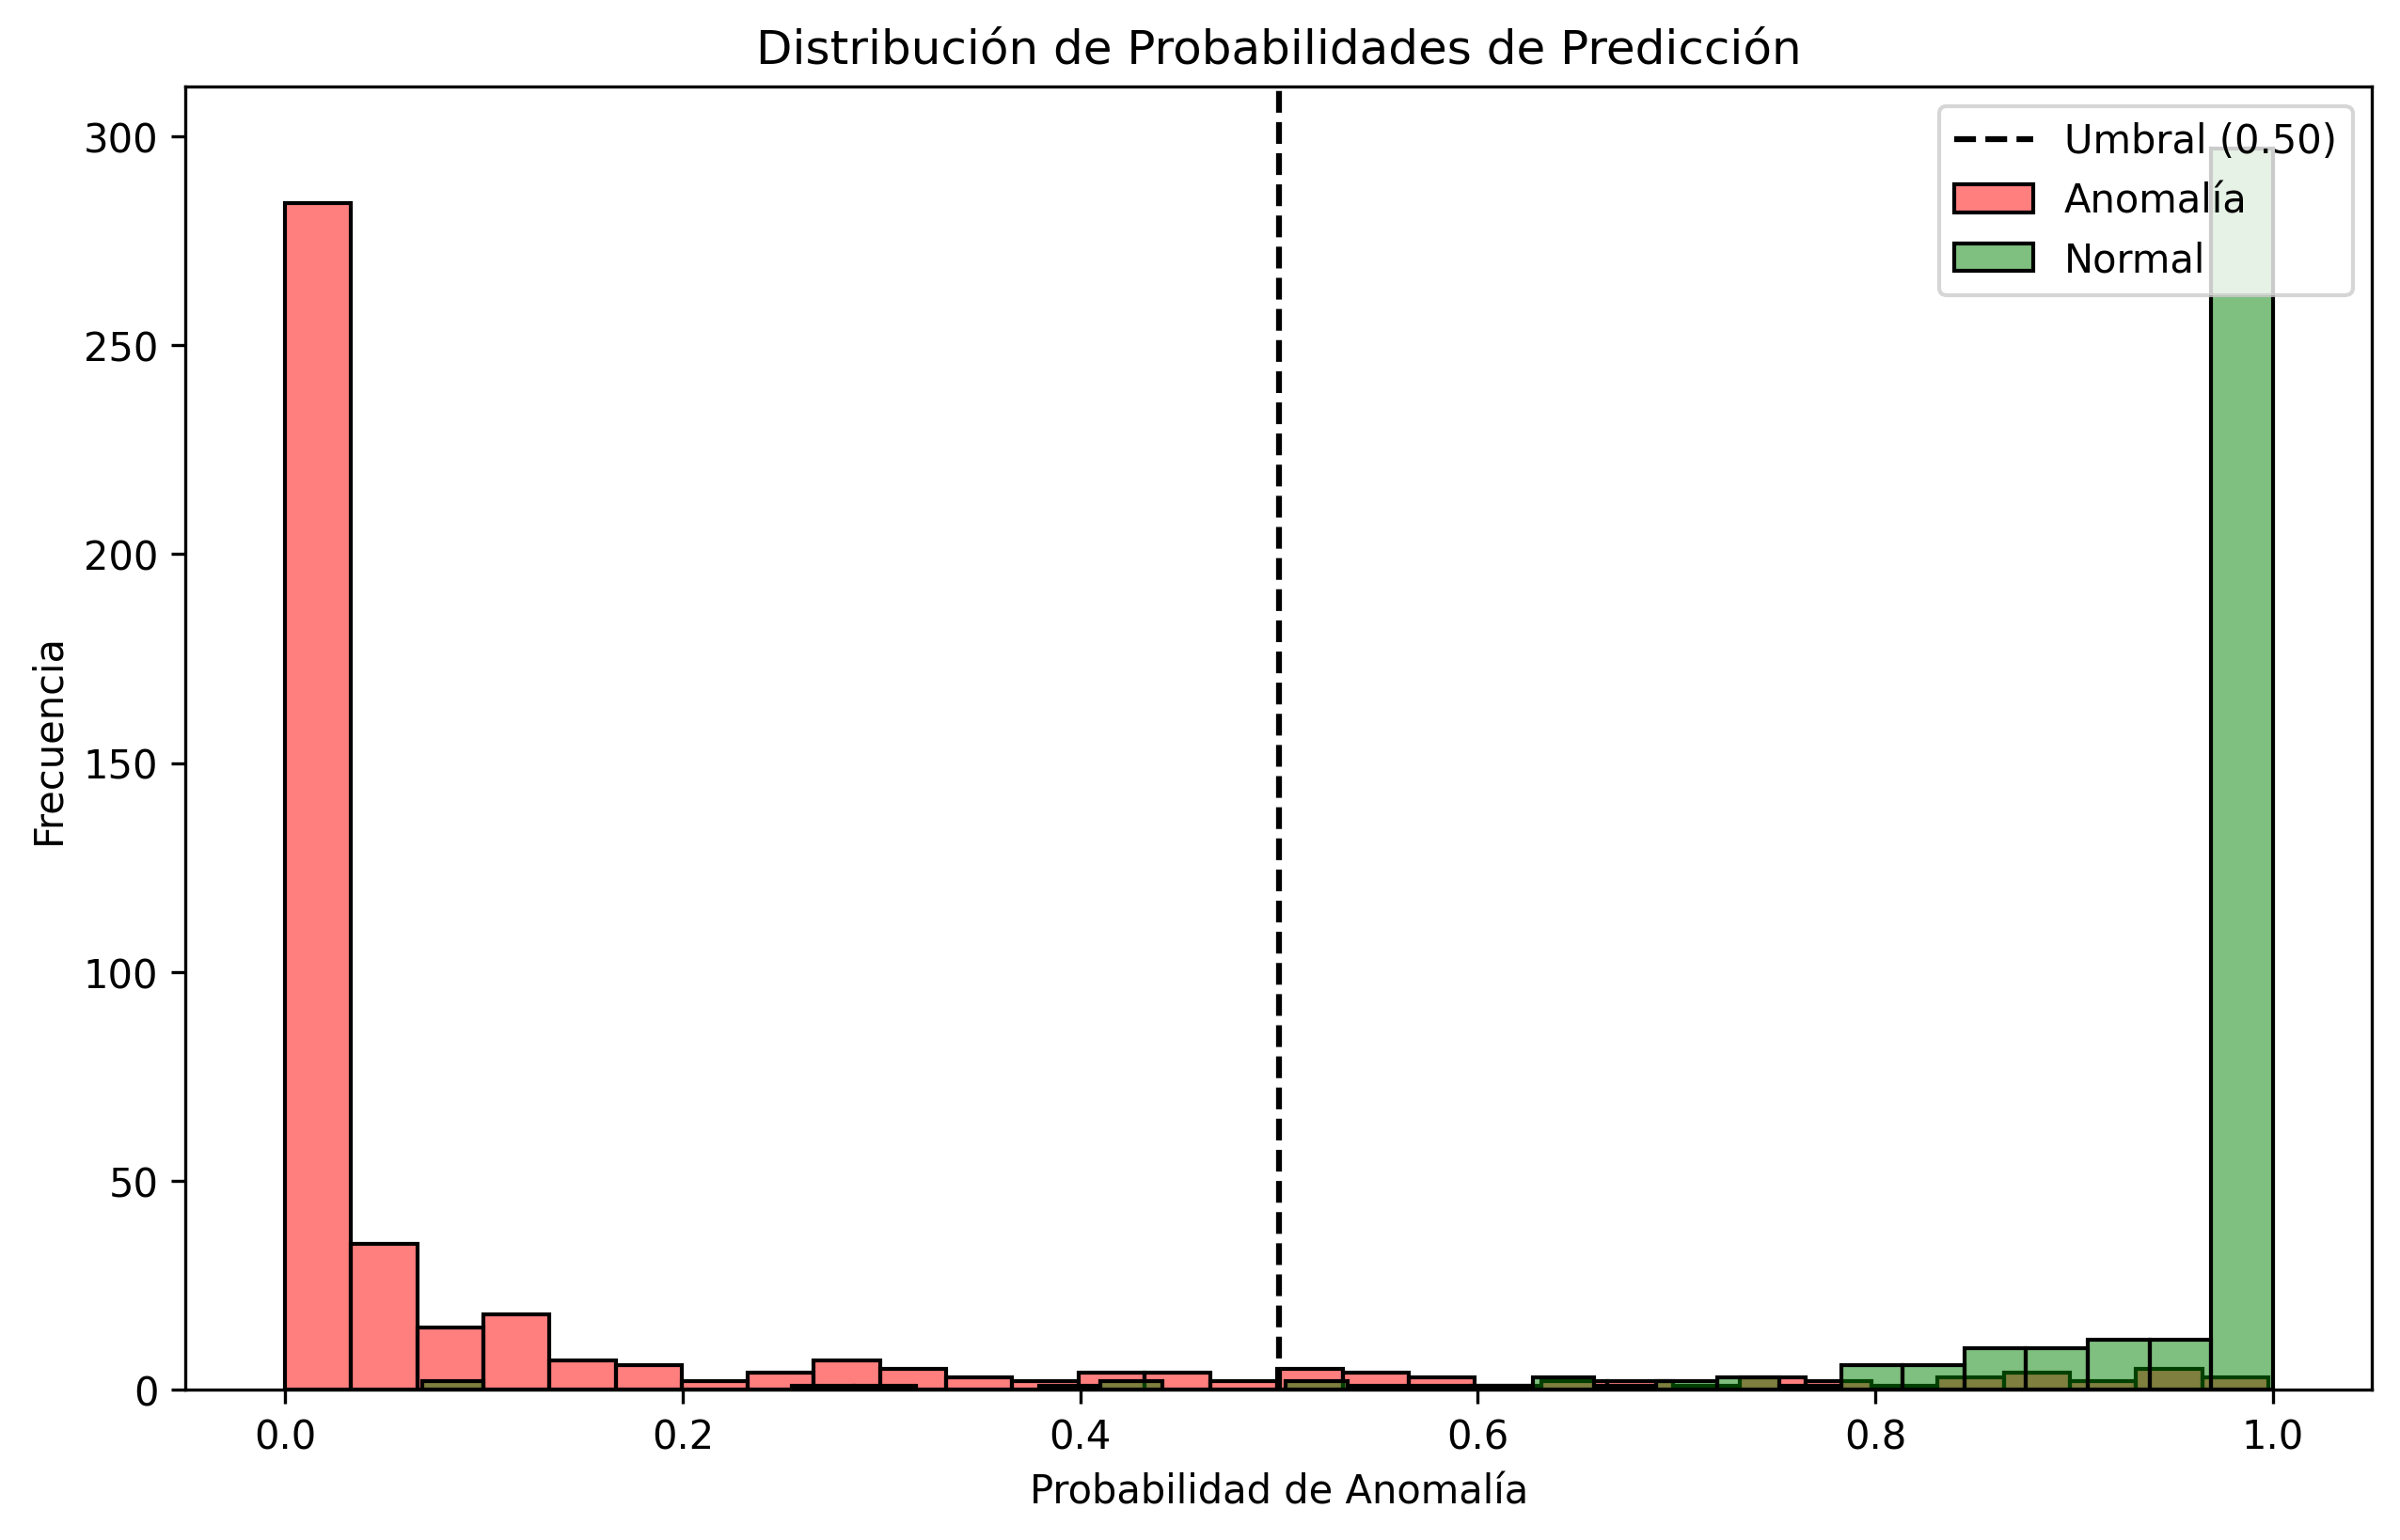 Distribución de Probabilidades de Predicción
Umbral (0.50)
Anomalía
Normal
300
250
200
150
100
50
0
Frecuencia
0.0 0.2 0.4 0.6 0.8 1.0
Probabilidad de Anomalía